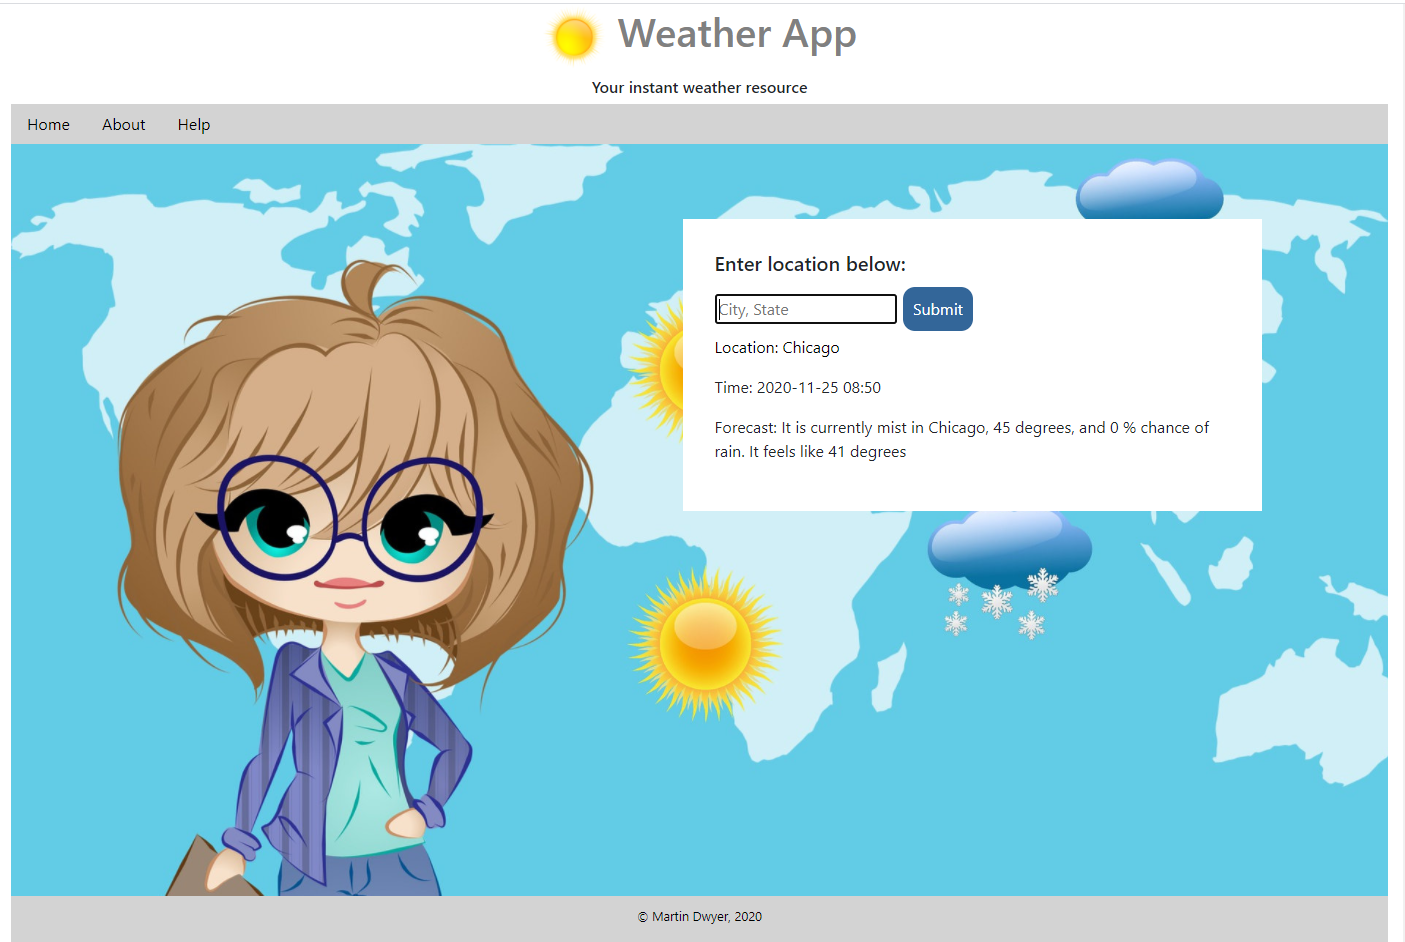 Weather App
Your instant weather resource
Home About Help
Enter location below:
City, State Submit
Location: Chicago
Time: 2020-11-25 08:50
Forecast: It is currently mist in Chicago, 45 degrees, and 0 % chance of
rain. It feels like 41 degrees
© Martin Dwyer, 2020